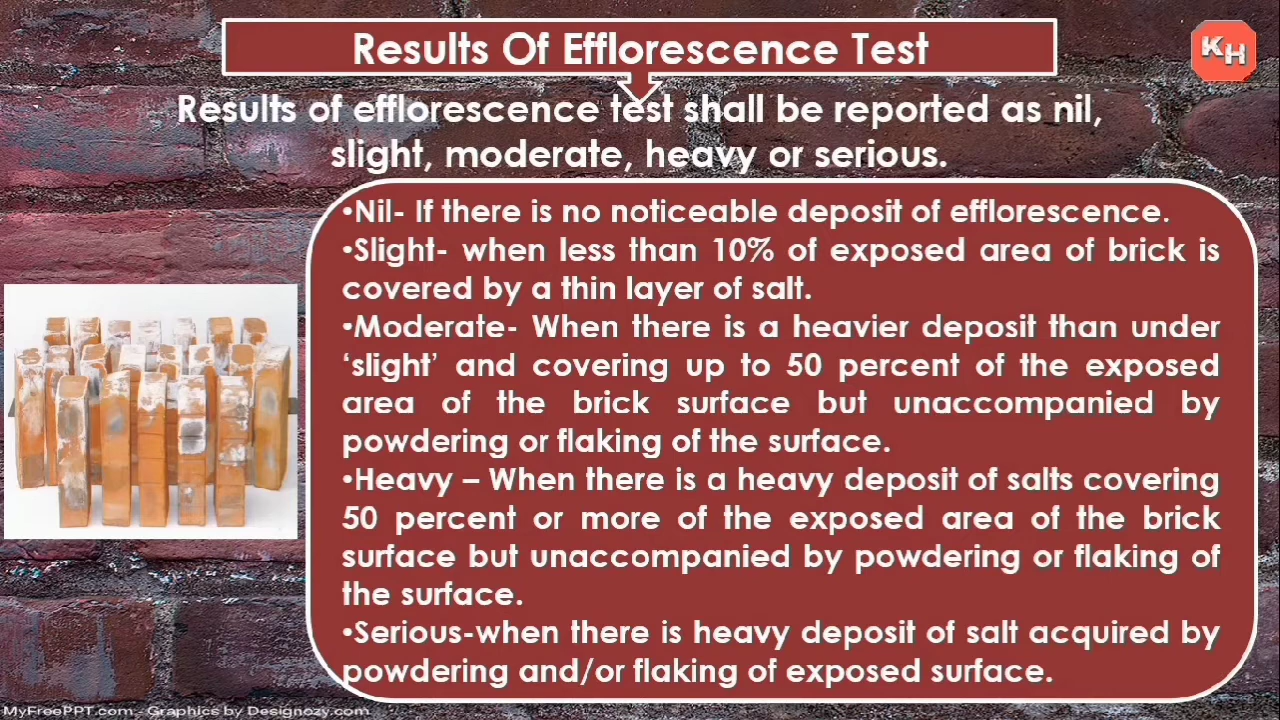 Results Of Efflorescence Test
KH
Results of efflorescence test shall be reported as nil,
slight, moderate, heavy or serious.
•Nil- If there is no noticeable deposit of efflorescence.
•Slight- when less than 10% of exposed area of brick is
covered by a thin layer of salt.
•Moderate- When there is a heavier deposit than under
‘slight’ and covering up to 50 percent of the exposed
area of the brick surface but unaccompanied by
powdering or flaking of the surface.
•Heavy – When there is a heavy deposit of salts covering
50 percent or more of the exposed area of the brick
surface but unaccompanied by powdering or flaking of
the surface.
•Serious-when there is heavy deposit of salt acquired by
powdering and/or flaking of exposed surface.
MyFreePPT.com - Graphics by Designozy.com